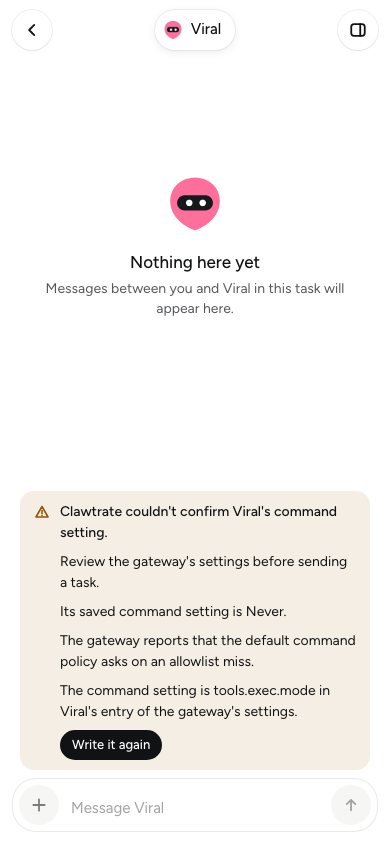 Viral
Nothing here yet
Messages between you and Viral in this task will
appear here.
Clawtrate couldn't confirm Viral's command
setting.
Review the gateway's settings before sending
a task.
Its saved command setting is Never.
The gateway reports that the default command
policy asks on an allowlist miss.
The command setting is tools.exec.mode in
Viral's entry of the gateway's settings.
Write it again
Message Viral